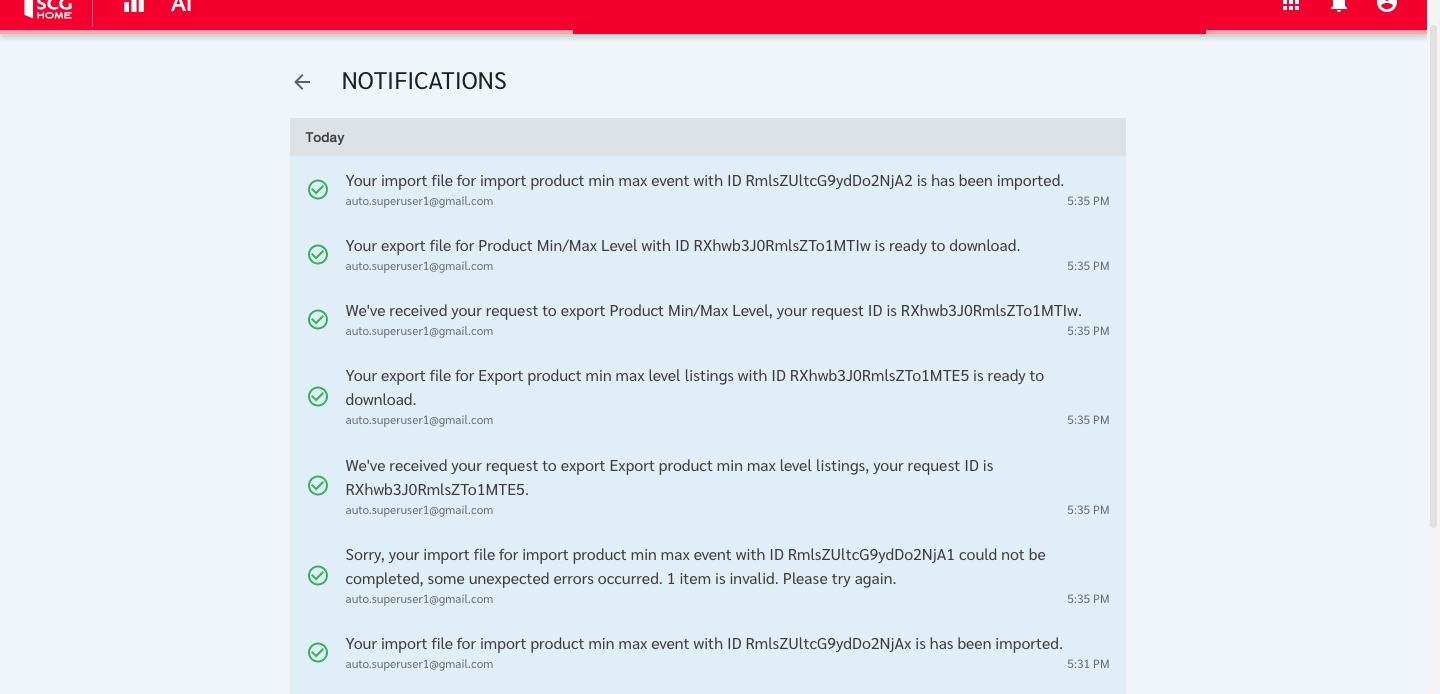 SCG
HOME
AI
NOTIFICATIONS
Today
Your import file for import product min max event with ID RmlsZUltcG9ydDo2NjA2 is has been imported.
auto.superuser1@gmail.com 5:35 PM
Your export file for Product Min/Max Level with ID RXhwb3J0RmlsZTo1MTIw is ready to download.
auto.superuser1@gmail.com 5:35 PM
We've received your request to export Product Min/Max Level, your request ID is RXhwb3J0RmlsZTo1MTIw.
auto.superuser1@gmail.com 5:35 PM
Your export file for Export product min max level listings with ID RXhwb3J0RmlsZTo1MTE5 is ready to
download.
auto.superuser1@gmail.com 5:35 PM
We've received your request to export Export product min max level listings, your request ID is
RXhwb3J0RmlsZTo1MTE5.
auto.superuser1@gmail.com 5:35 PM
Sorry, your import file for import product min max event with ID RmlsZUltcG9ydDo2NjA1 could not be
completed, some unexpected errors occurred. 1 item is invalid. Please try again.
auto.superuser1@gmail.com 5:35 PM
Your import file for import product min max event with ID RmlsZUltcG9ydDo2NjAx is has been imported.
auto.superuser1@gmail.com 5:31 PM